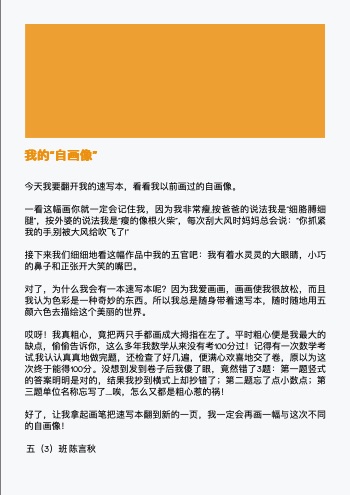 我的“自画像”
今天我要翻开我的速写本，看看我以前画过的自画像。
一看这幅画你就一定会记住我，因为我非常瘦,按爸爸的说法我是“细胳膊细
腿”，按外婆的说法我是“瘦的像根火柴”，每次刮大风时妈妈总会说：“你抓紧
我的手,别被大风给吹飞了!”
接下来我们细细地看这幅作品中我的五官吧：我有着水灵灵的大眼睛，小巧
的鼻子和正张开大笑的嘴巴。
对了，为什么我会有一本速写本呢？因为我爱画画，画画使我很放松，而且
我认为色彩是一种奇妙的东西。所以我总是随身带着速写本，随时随地用五
颜六色去描绘这个美丽的世界。
哎呀！我真粗心，竟把两只手都画成大拇指在左了。平时粗心便是我最大的
缺点，偷偷告诉你，这么多年我数学从来没有考100分过！记得有一次数学考
试,我认认真真地做完题，还检查了好几遍，便满心欢喜地交了卷，原以为这
次终于能得100分。没想到发到卷子后我傻了眼，竟然错了3题：第一题竖式
的答案明明是对的，结果我抄到横式上却抄错了；第二题忘了点小数点；第
三题单位名称忘写了......唉，怎么又都是粗心惹的祸！
好了，让我拿起画笔把速写本翻到新的一页，我一定会再画一幅与这次不同
的自画像！
五（3）班 陈言秋